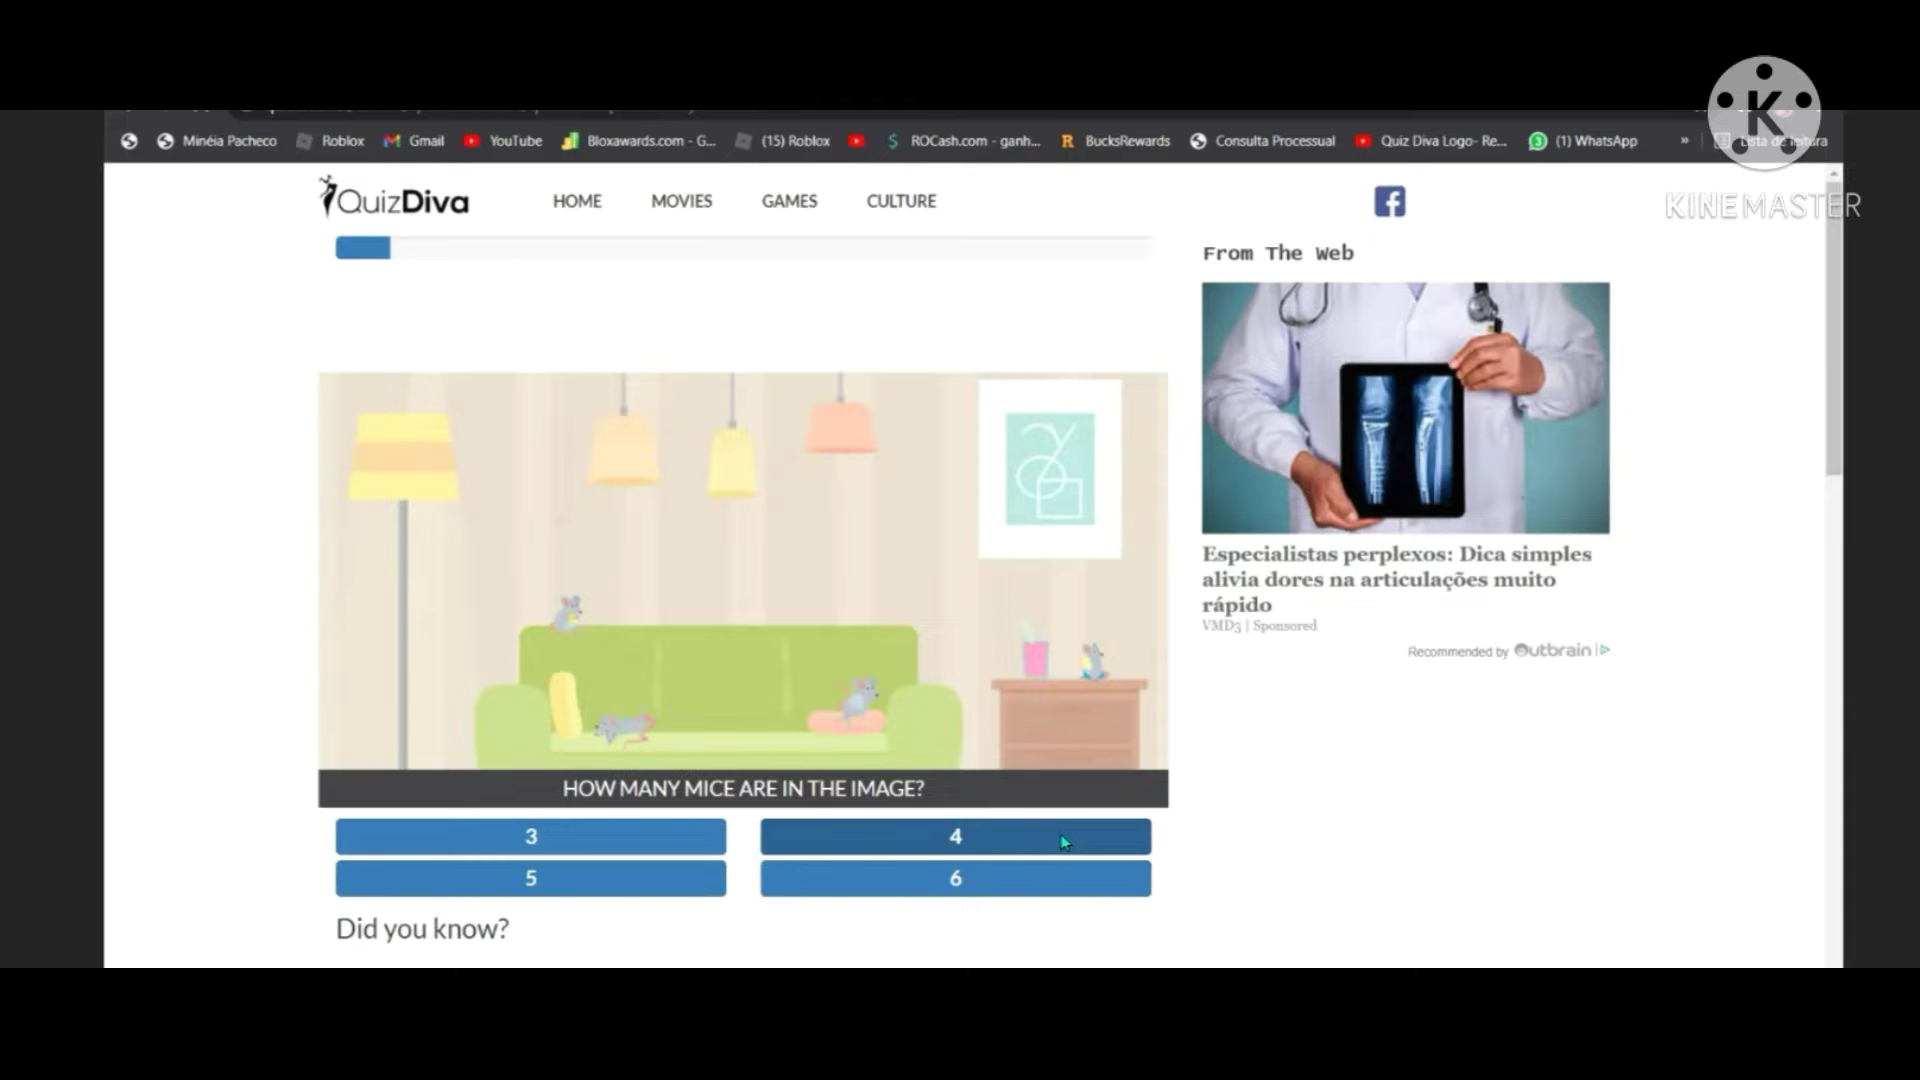 Minéia Pacheco
Roblox
Gmail
YouTube
Bloxawards.com - G...
(15) Roblox
ROCash.com - ganh...
BucksRewards
Consulta Processual
Quiz Diva Logo- Re...
(1) WhatsApp
»
Lista de leitura
K
KINEMASTER
QuizDiva
HOME
MOVIES
GAMES
CULTURE
From The Web
Especialistas perplexos: Dica simples
alivia dores na articulações muito
rápido
VMD3 | Sponsored
Recommended by Outbrain
HOW MANY MICE ARE IN THE IMAGE?
3
4
5
6
Did you know?